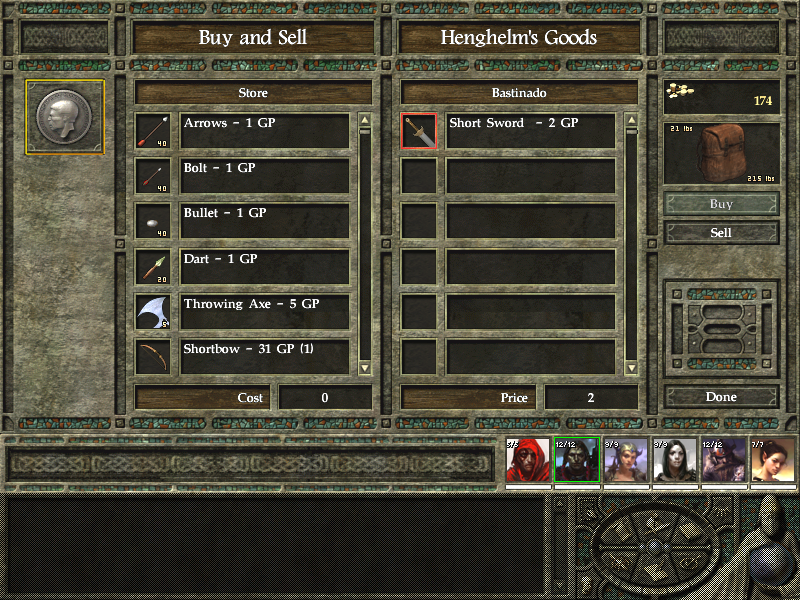 Buy and Sell
Henghelm's Goods
Store
Bastinado
174
Arrows - 1 GP
40
Short Sword - 2 GP
21 lbs
215 lbs
Bolt - 1 GP
40
Buy
Bullet - 1 GP
40
Sell
Dart - 1 GP
20
Throwing Axe - 5 GP
Shortbow - 31 GP (1)
Cost
0
Price
2
Done
12/12
9/9
9/9
12/12
7/7